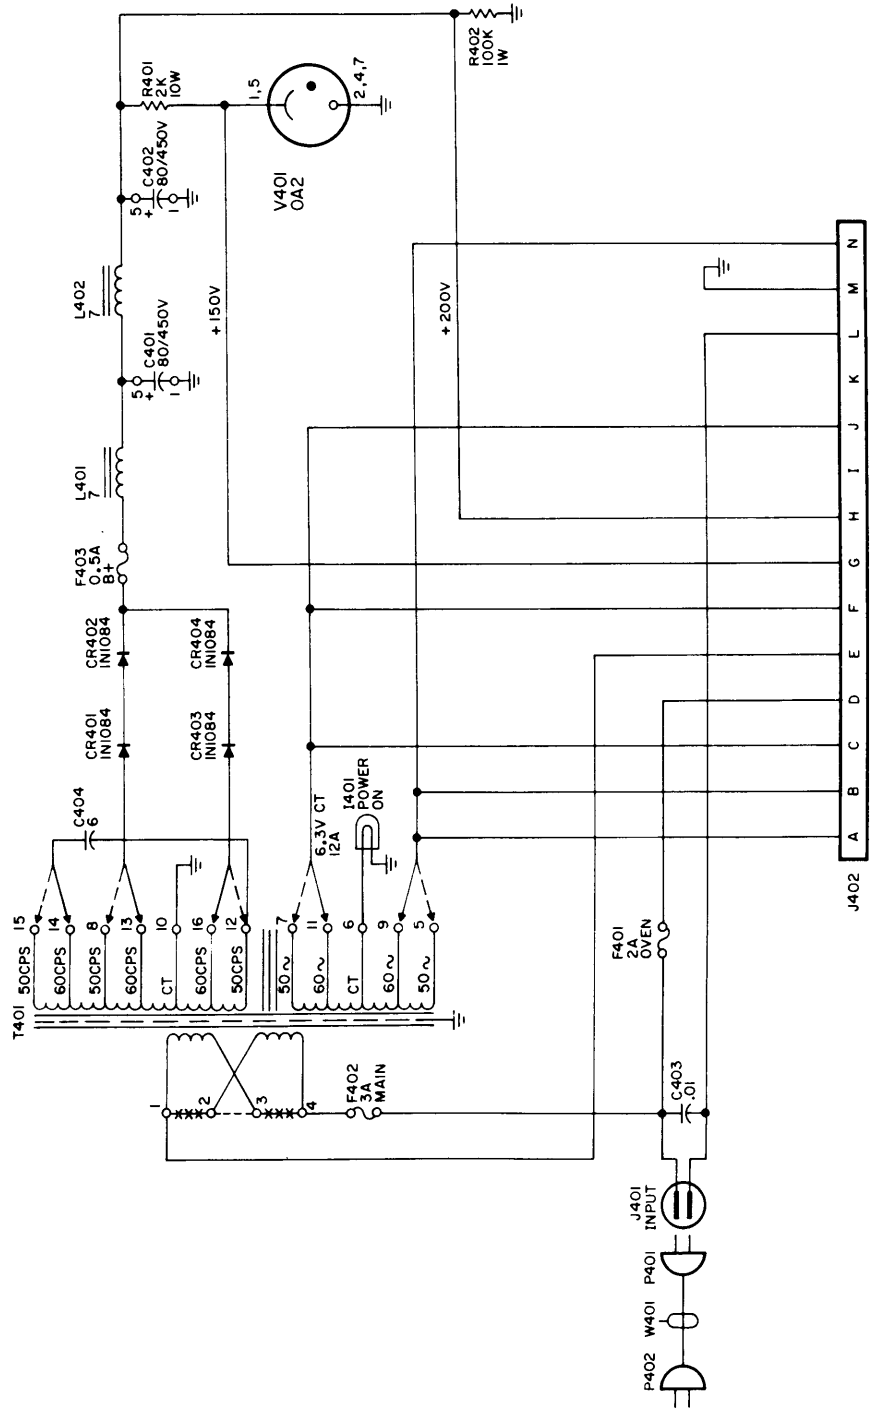 R402
100K
1W
R401
2K
10W
1,5
2,4,7
V401
OA2
C402
80/450V
5
+
1
L402
7
C401
80/450V
5
+
1
+150V
+200V
L401
7
F403
0.5A
B+
CR402
IN1084
CR404
IN1084
CR401
IN1084
CR403
IN1084
C404
6
6.3V CT
12A
I401
POWER
ON
T401
50CPS 15
60CPS 14
50CPS 8
60CPS 13
CT 10
60CPS 16
50CPS 12
50~ 7
60~ 11
CT 6
60~ 9
50~ 5
1
2
3
4
XXX
XXX
F402
3A
MAIN
F401
2A
OVEN
C403
.01
J401
INPUT
P401
W401
P402
J402
A B C D E F G H I J K L M N